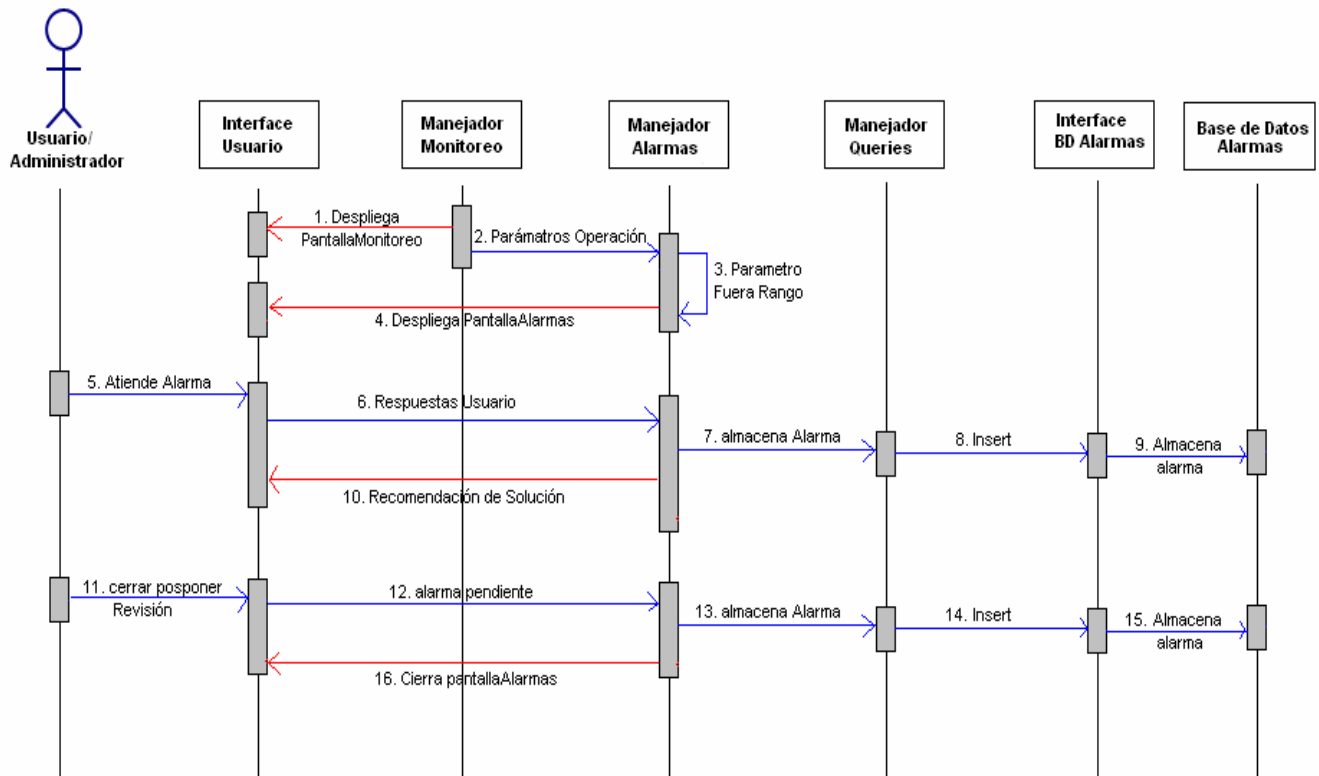 Usuario/
Administrador
Interface
Usuario
Manejador
Monitoreo
Manejador
Alarmas
Manejador
Queries
Interface
BD Alarmas
Base de Datos
Alarmas
1. Despliega
PantallaMonitoreo
2. Parámatros Operación
3. Parametro
Fuera Rango
4. Despliega PantallaAlarmas
5. Atiende Alarma
6. Respuestas Usuario
7. almacena Alarma
8. Insert
9. Almacena
alarma
10. Recomendación de Solución
11. cerrar posponer
Revisión
12. alarma pendiente
13. almacena Alarma
14. Insert
15. Almacena
alarma
16. Cierra pantallaAlarmas